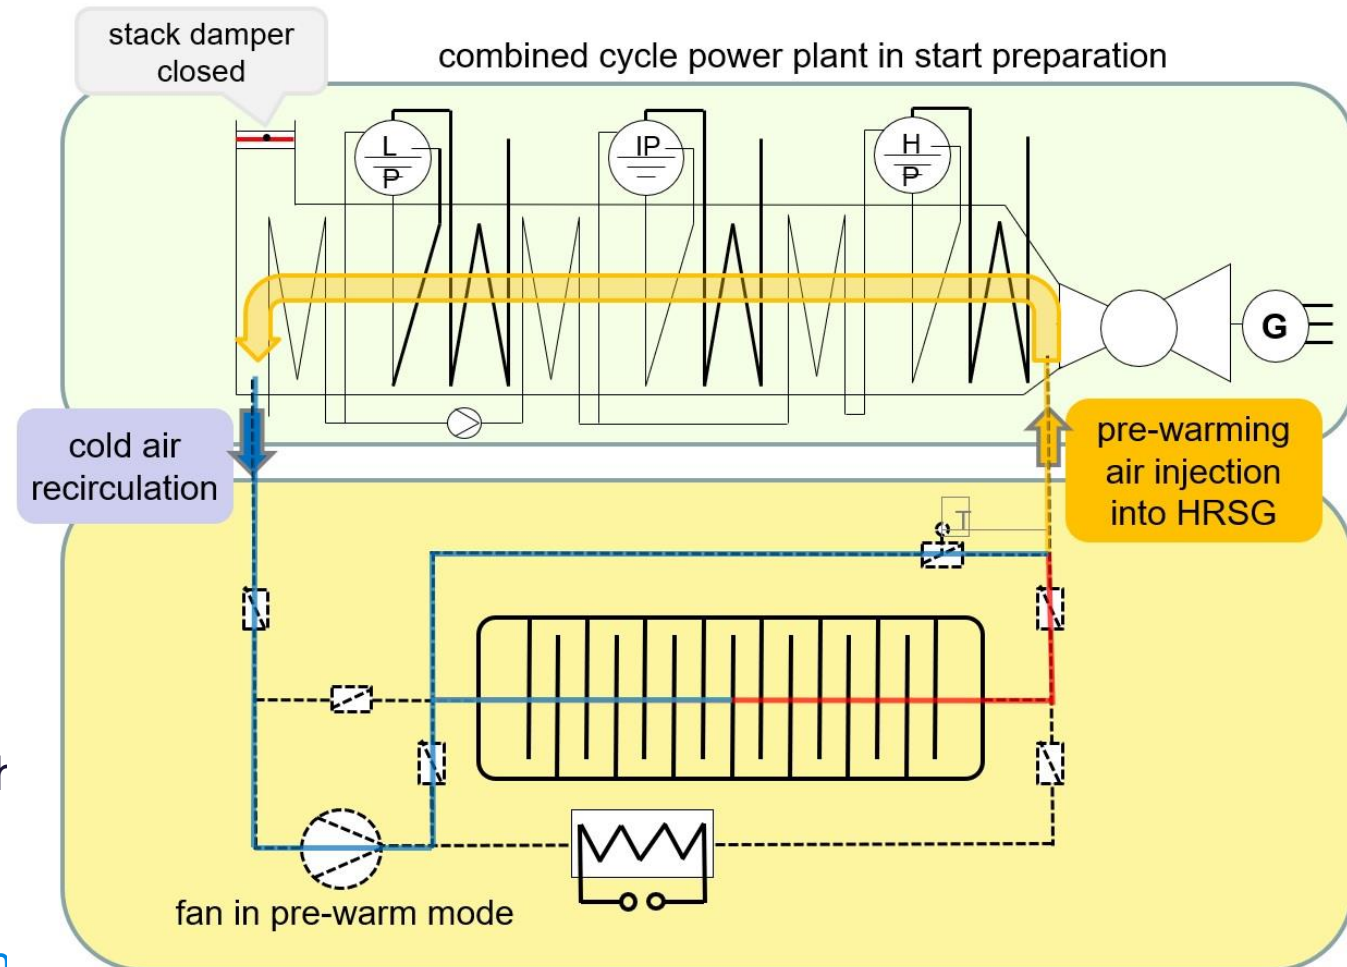 stack damper
closed
combined cycle power plant in start preparation
L
P
IP
H
P
G
cold air
recirculation
pre-warming
air injection
into HRSG
T
fan in pre-warm mode